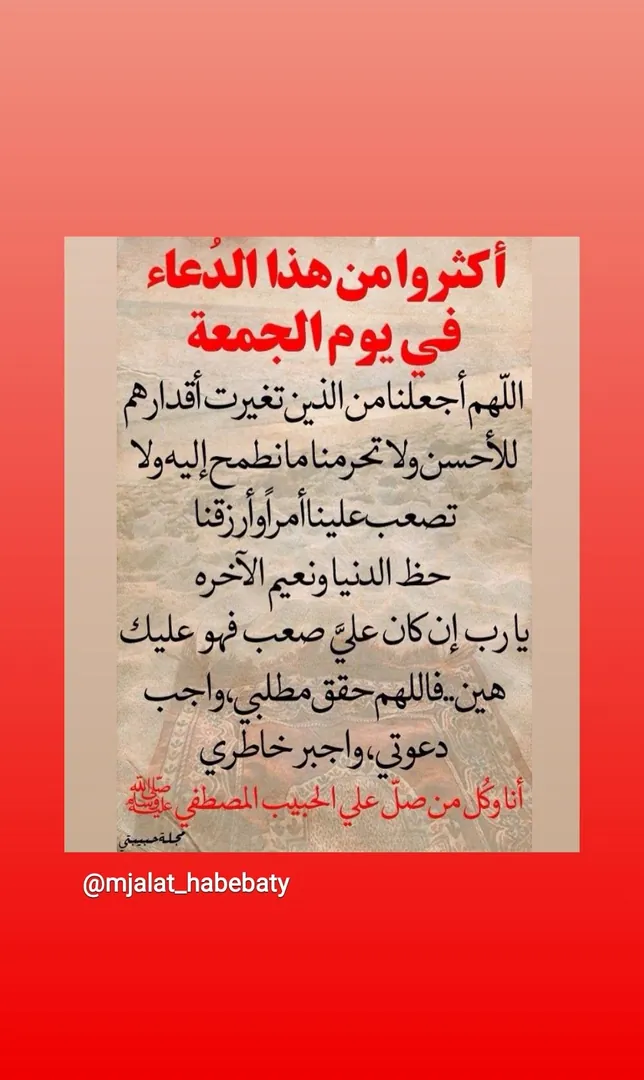 أكثروا من هذا الدُعاء
في يوم الجمعة
اللّهم أجعلنا من الذين تغيرت أقدارهم
للأحسن ولا تحرمنا ما نطمح إليه ولا
تصعب علينا أمراً وأرزقنا
حظ الدنيا ونعيم الآخره
يارب إن كان عليَّ صعب فهو عليك
هين..فاللهم حقق مطلبي،واجب
دعوتي،واجبر خاطري
أنا وكُل من صلّ علي الحبيب المصطفي ﷺ
مجلة حبيبتي
@mjalat_habebaty